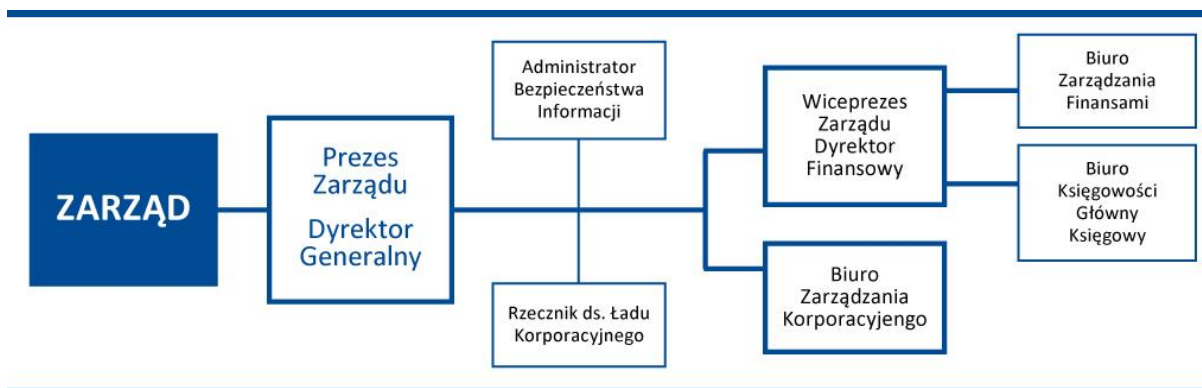 ZARZĄD
Prezes
Zarządu
Dyrektor
Generalny
Administrator
Bezpieczeństwa
Informacji
Rzecznik ds. Ładu
Korporacyjnego
Wiceprezes
Zarządu
Dyrektor
Finansowy
Biuro
Zarządzania
Korporacyjengo
Biuro
Zarządzania
Finansami
Biuro
Księgowości
Główny
Księgowy